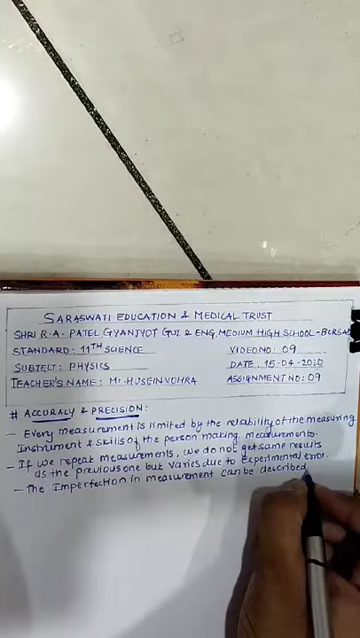 SARASWATI EDUCATION & MEDICAL TRUST
SHRI R.A. PATEL GYANJYOT GUJ & ENG. MEDIUM HIGH SCHOOL - BORSAD
STANDARD: 11TH SCIENCE VIDEO NO: 09
SUBJECT: PHYSICS DATE: 15-04-2020
TEACHER'S NAME: Mr. HUSEIN VOHRA ASSIGNMENT NO: 09
# ACCURACY & PRECISION:
- Every measurement is limited by the reliability of the measuring
Instrument & skills of the person making measurements.
- If we repeat measurements, we do not get same results
as the previous one but varies due to experimental error.
- The Imperfection in measurement can be described